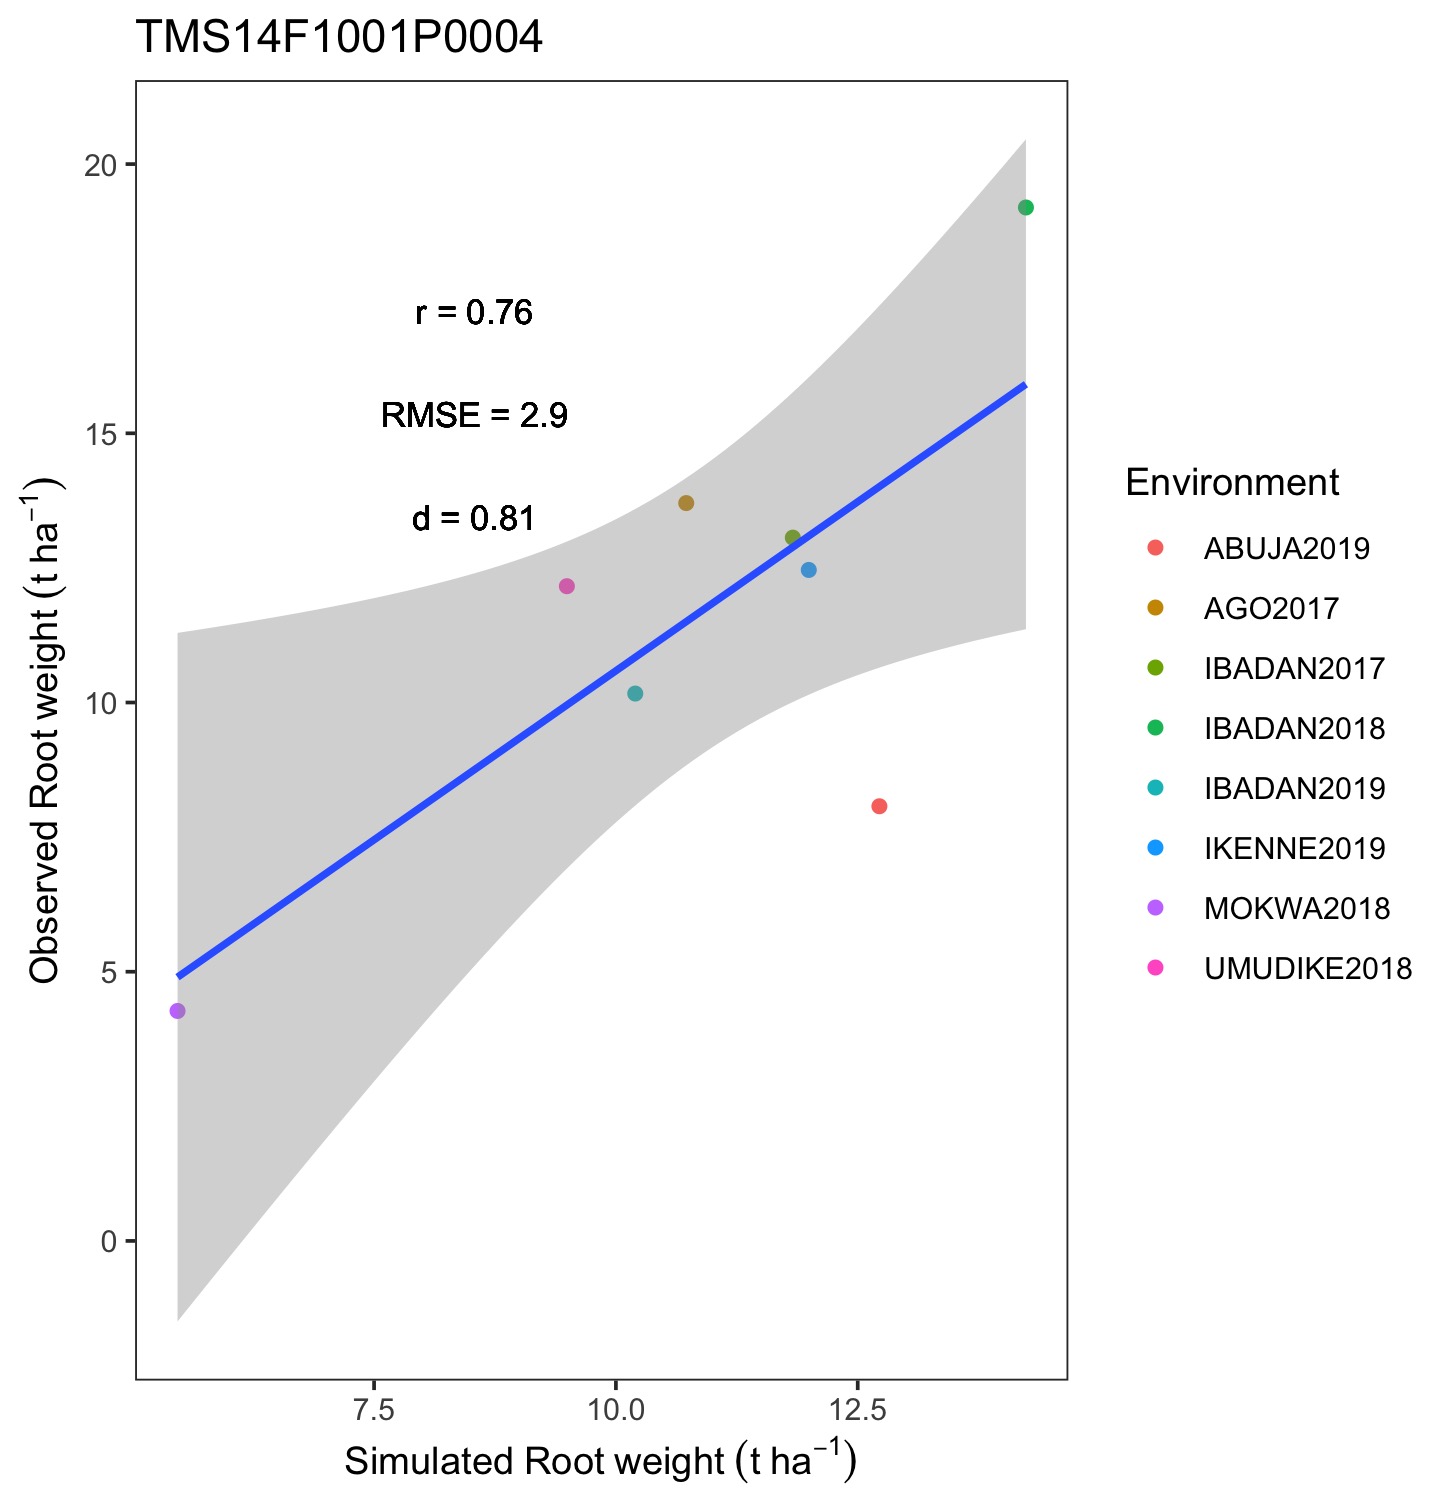 TMS14F1001P0004
20
15
10
5
0
Observed Root weight (t ha⁻¹)
r = 0.76
RMSE = 2.9
d = 0.81
7.5 10.0 12.5
Simulated Root weight (t ha⁻¹)
Environment
ABUJA2019
AGO2017
IBADAN2017
IBADAN2018
IBADAN2019
IKENNE2019
MOKWA2018
UMUDIKE2018